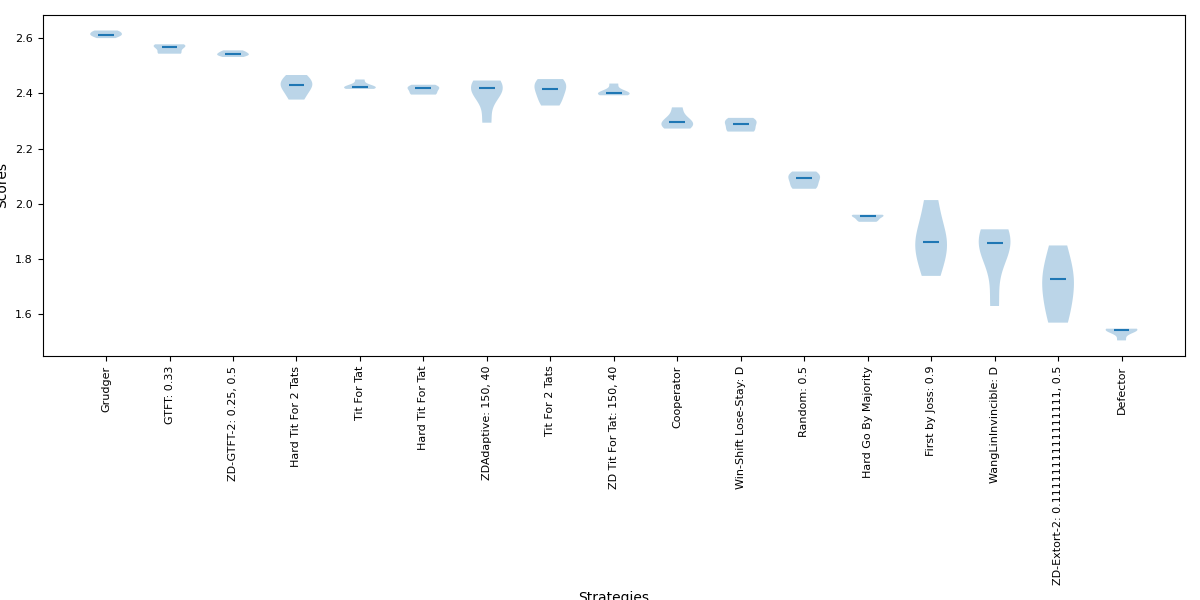 Scores
2.6
2.4
2.2
2.0
1.8
1.6
Grudger
GTFT: 0.33
ZD-GTFT-2: 0.25, 0.5
Hard Tit For 2 Tats
Tit For Tat
Hard Tit For Tat
ZDAdaptive: 150, 40
Tit For 2 Tats
ZD Tit For Tat: 150, 40
Cooperator
Win-Shift Lose-Stay: D
Random: 0.5
Hard Go By Majority
First by Joss: 0.9
WangLinInvincible: D
ZD-Extort-2: 0.1111111111111111, 0.5
Defector
Strategies